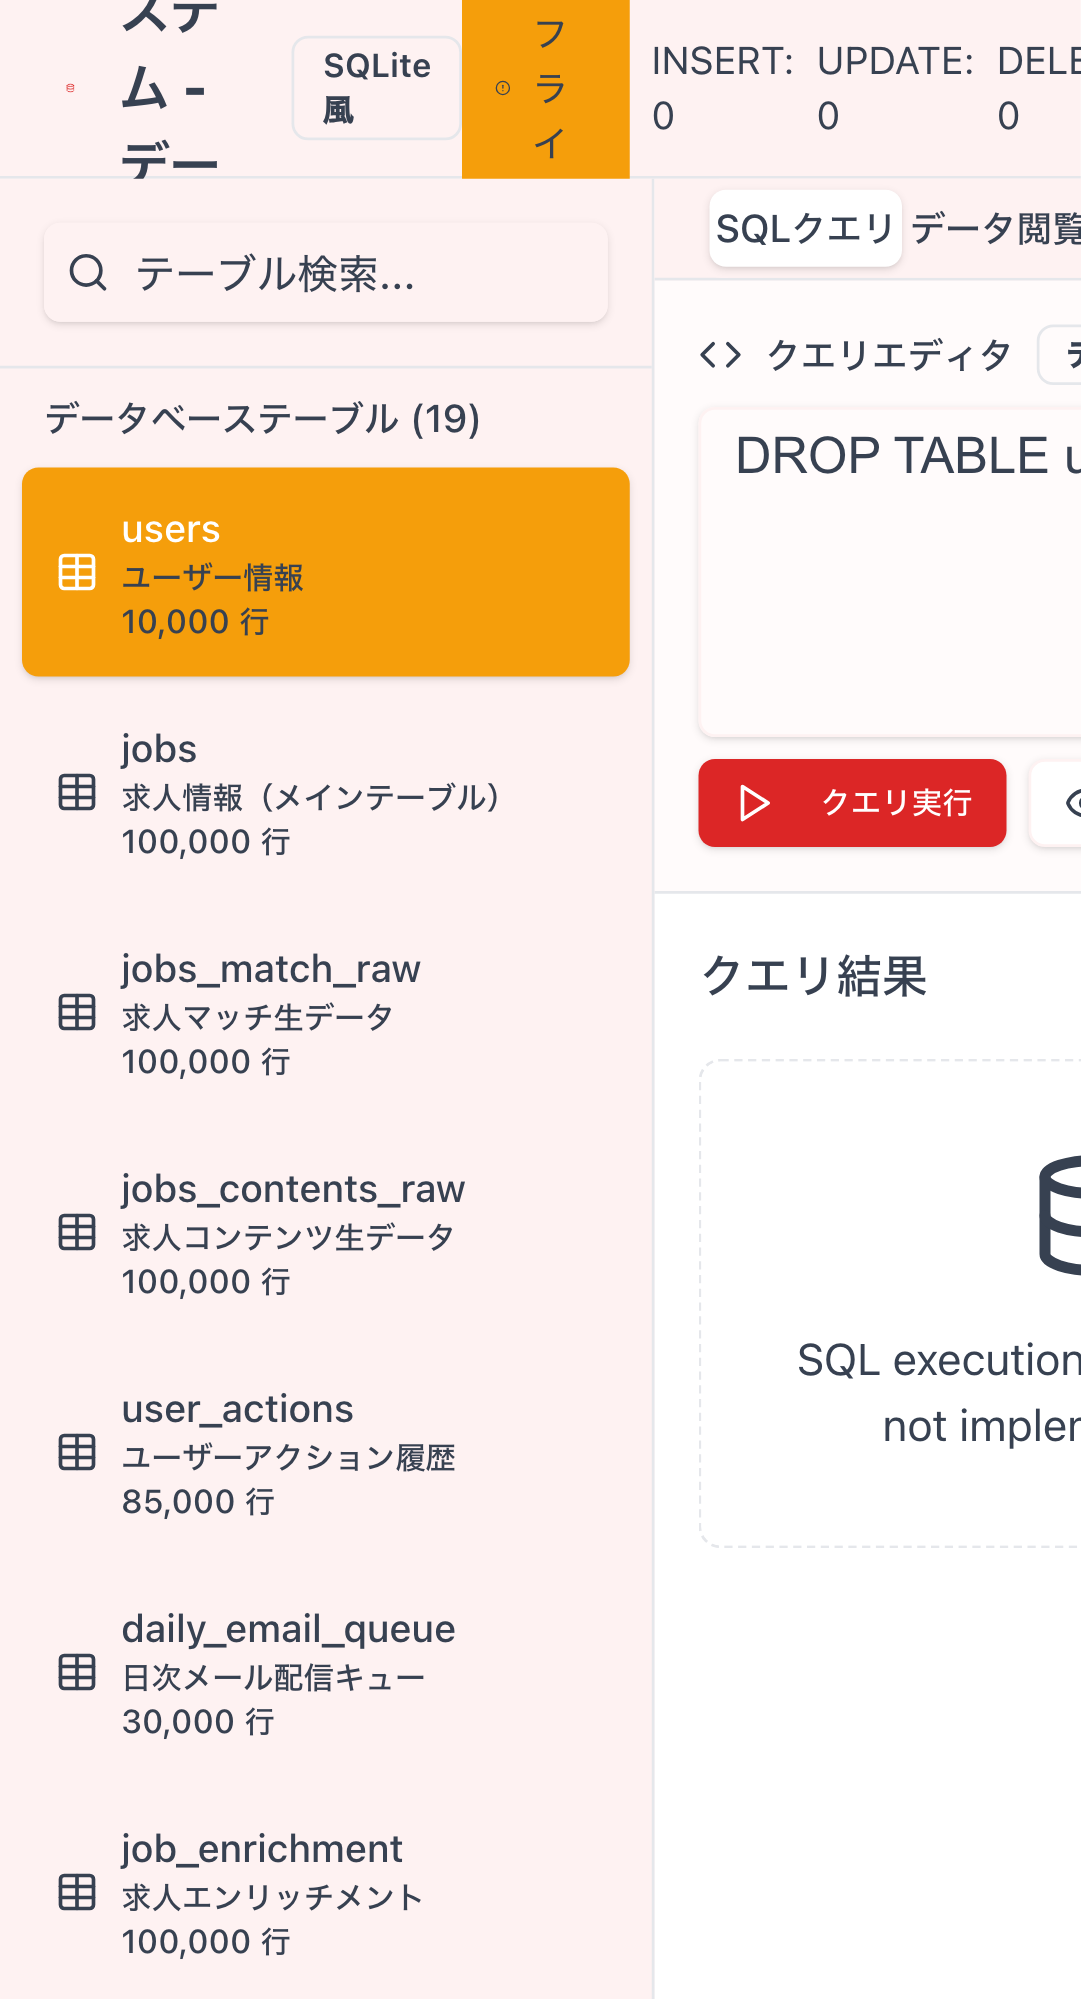 ステ
ム -
デー
SQLite
風
フ
ラ
イ
INSERT:
0
UPDATE:
0
0
テーブル検索...
SQLクエリ
データ閲覧
データベーステーブル (19)
クエリエディタ
DROP TABLE
users
ユーザー情報
10,000 行
jobs
求人情報（メインテーブル）
100,000 行
クエリ実行
jobs_match_raw
求人マッチ生データ
100,000 行
クエリ結果
jobs_contents_raw
求人コンテンツ生データ
100,000 行
SQL execution
not
user_actions
ユーザーアクション履歴
85,000 行
daily_email_queue
日次メール配信キュー
30,000 行
job_enrichment
求人エンリッチメント
100,000 行